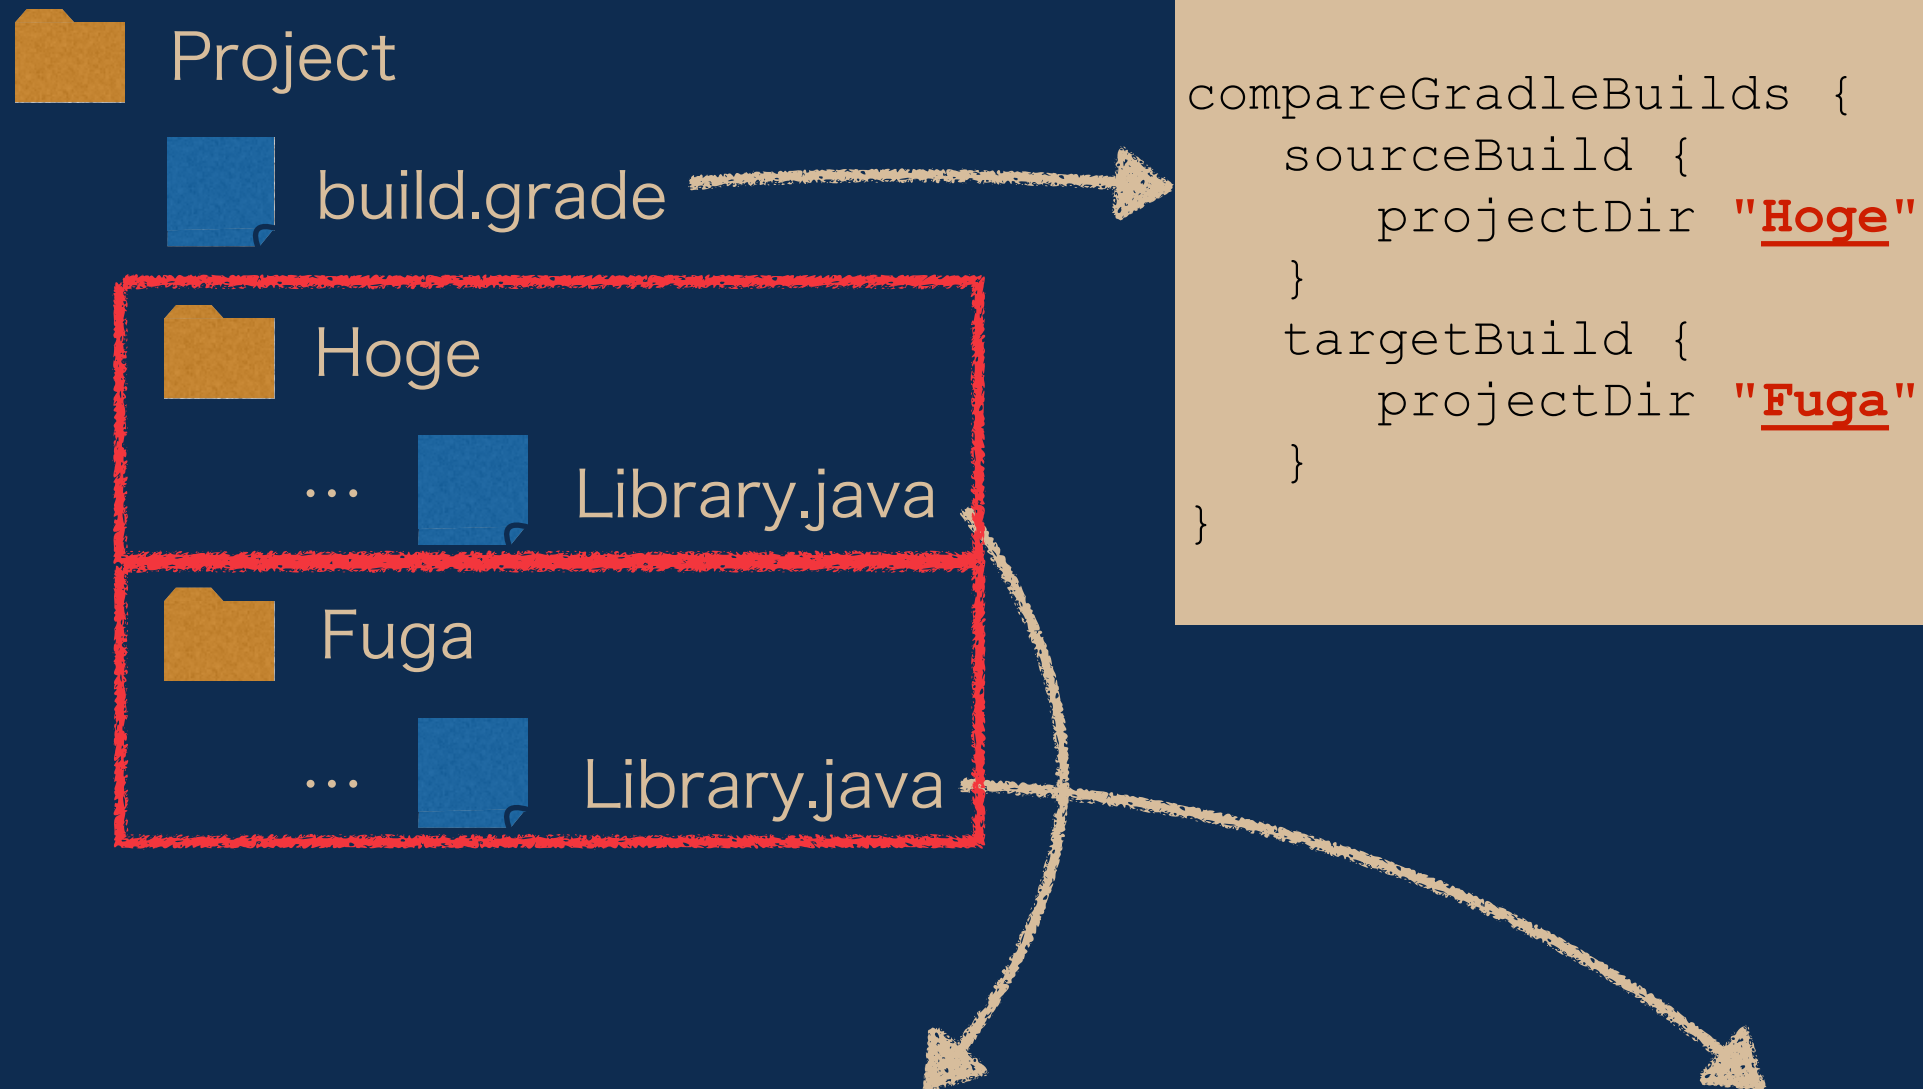 Project
build.grade
Hoge
… Library.java
Fuga
… Library.java
compareGradleBuilds {
sourceBuild {
projectDir "Hoge"
}
targetBuild {
projectDir "Fuga"
}
}